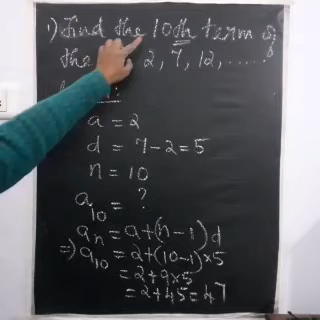 1) Find the 10th term of
the 2, 7, 12, .....
a = 2
d = 7-2=5
n = 10
a10 = ?
an = a+(n-1)d
⇒ a10 = 2+(10-1)×5
= 2+9×5
= 2+45=47